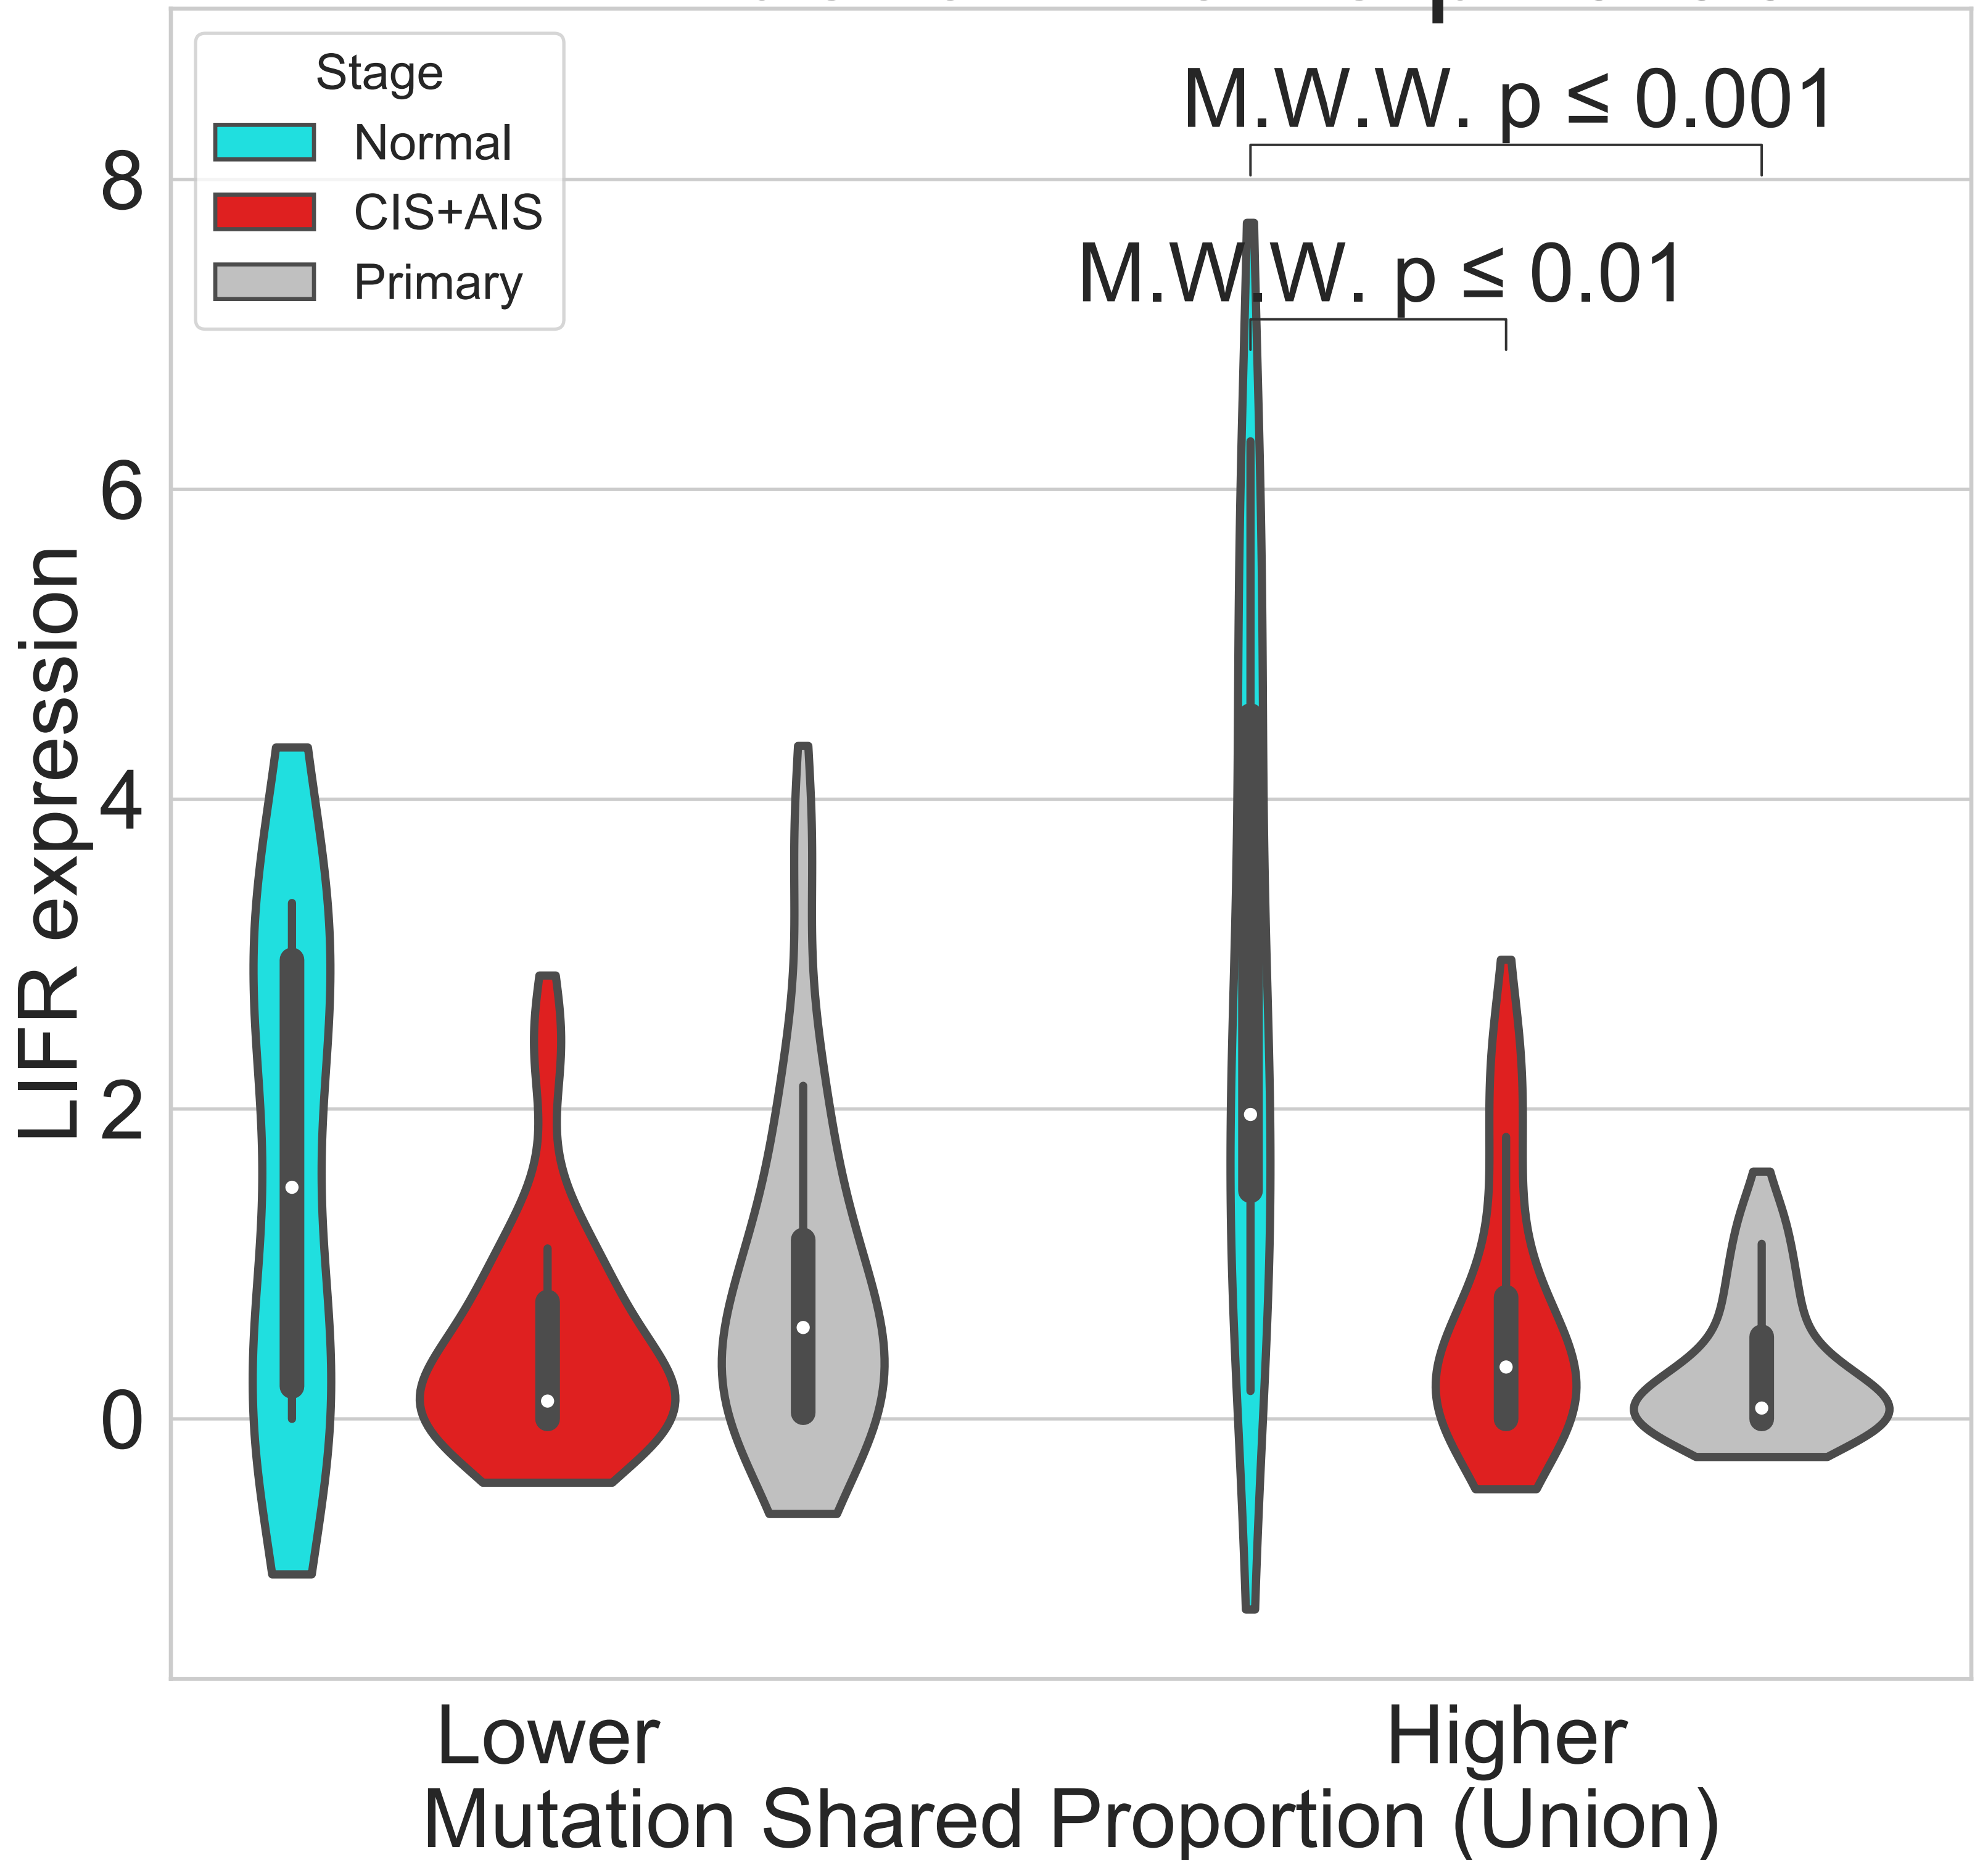 Stage
Normal
CIS+AIS
Primary
M.W.W. p ≤ 0.001
M.W.W. p ≤ 0.01
8
6
4
2
0
LIFR expression
Lower
Higher
Mutation Shared Proportion (Union)